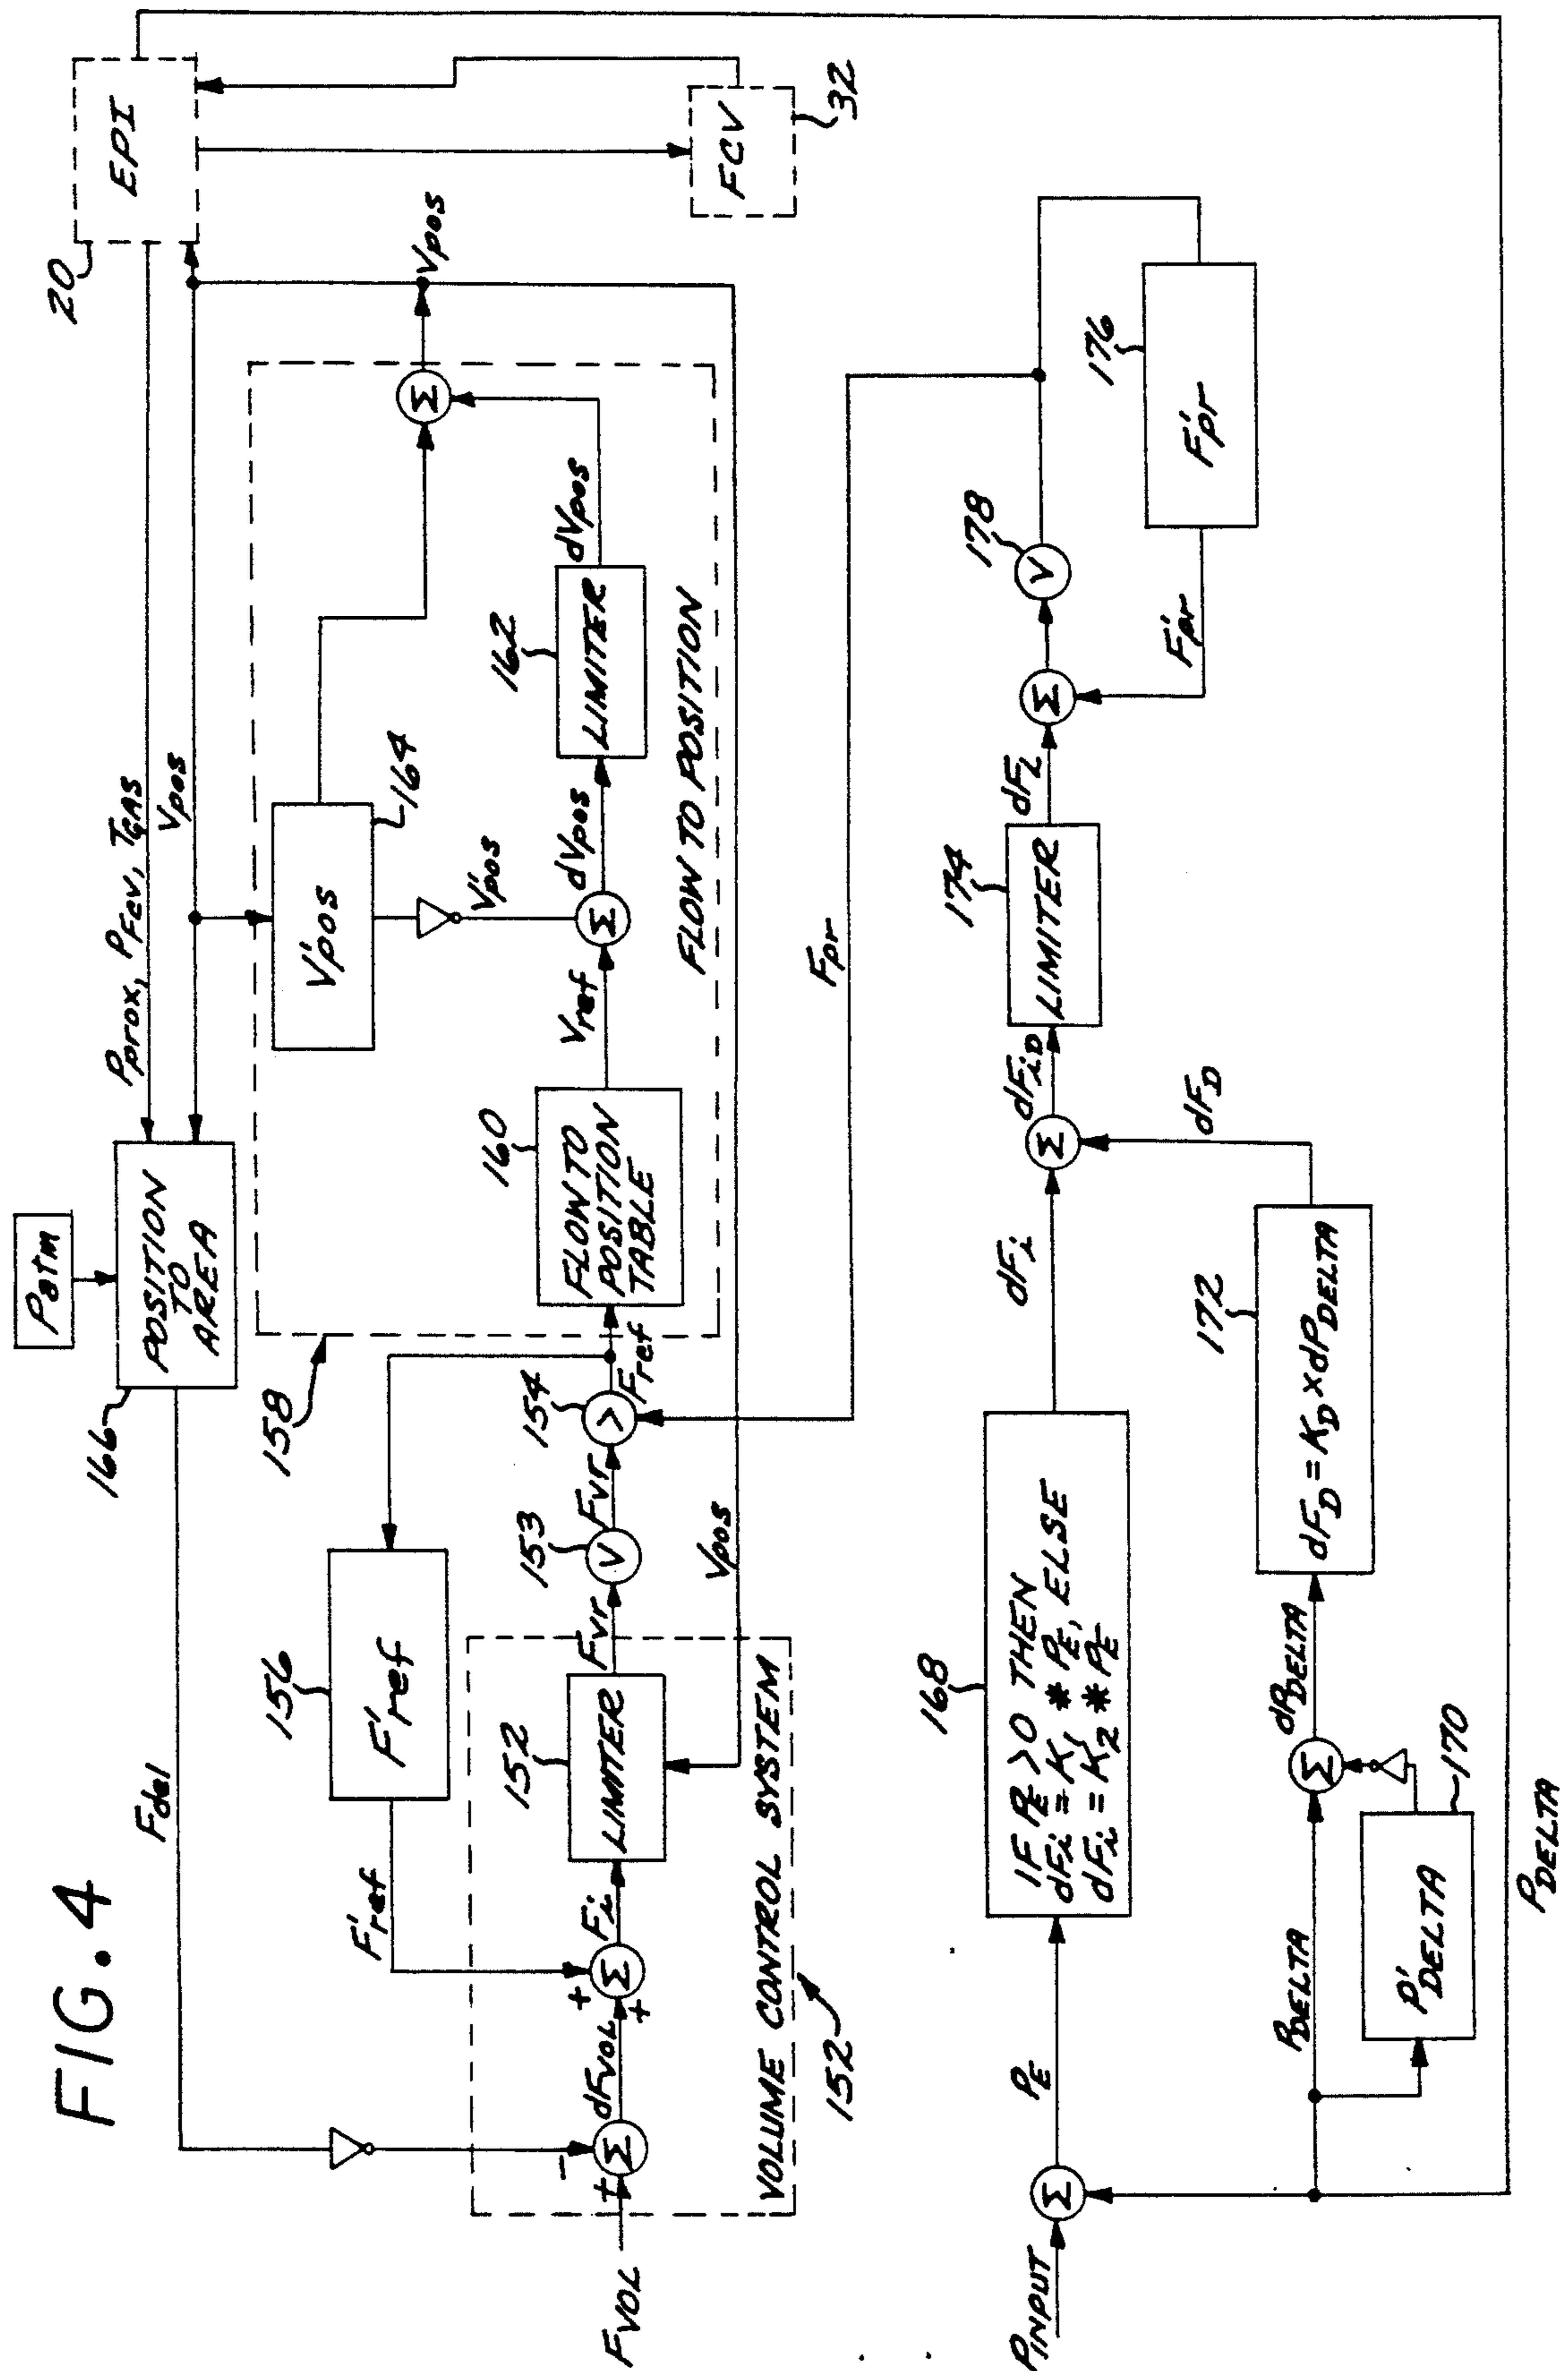 FIG. 4
Patm
166
POSITION
TO
AREA
Pprox, PFcv, TGAS
Vpos
20
EPI
Fdel
156
F'ref
F'ref
158
V'pos
164
V'pos
Vpos
FCV
32
FVOL
+
-
Σ
dFVOL
+
+
Σ
Fi
152
LIMITER
Fvr
153
V
Fvr
154
>
Fref
160
FLOW TO
POSITION
TABLE
Vref
Σ
dVpos
162
LIMITER
dVpos
Σ
FLOW TO POSITION
VOLUME CONTROL SYSTEM
152
Vpos
Fpr
PINPUT
Σ
PE
168
IF PE >0 THEN
dFi = K1 * PE, ELSE
dFi = K2 * PE
dFi
Σ
dFiD
174
LIMITER
dFL
Σ
178
V
176
F'pr
F'pr
PDELTA
Σ
dPDELTA
172
dFD = KD x dPDELTA
dFD
P'DELTA
170
PDELTA